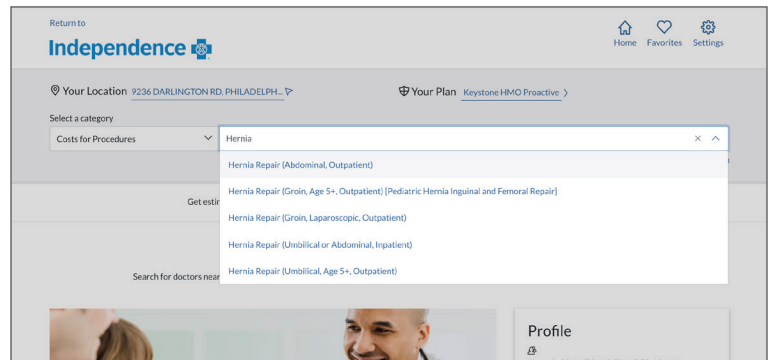 Return to
Independence
Home Favorites Settings
Your Location 9236 DARLINGTON RD, PHILADELPH... Your Plan Keystone HMO Proactive
Select a category
Costs for Procedures Hernia
Hernia Repair (Abdominal, Outpatient)
Hernia Repair (Groin, Age 5+, Outpatient) [Pediatric Hernia Inguinal and Femoral Repair]
Get estir
Hernia Repair (Groin, Laparoscopic, Outpatient)
Hernia Repair (Umbilical or Abdominal, Inpatient)
Search for doctors near
Hernia Repair (Umbilical, Age 5+, Outpatient)
Profile